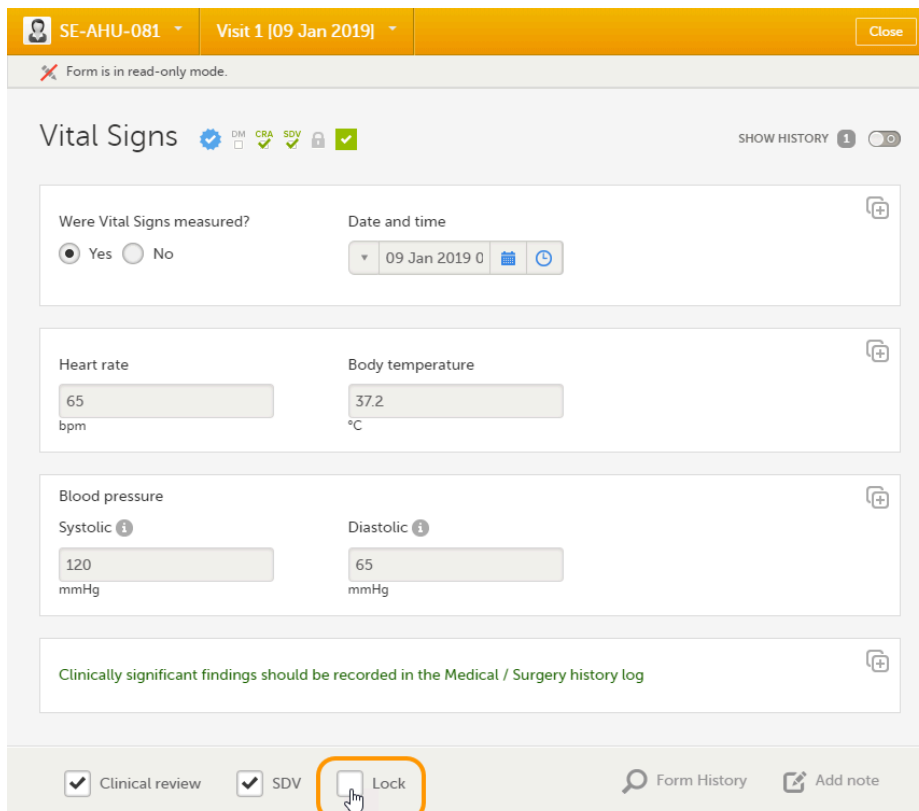 SE-AHU-081 Visit 1 [09 Jan 2019] Close
Form is in read-only mode.
Vital Signs DM CRA SDV SHOW HISTORY 1
Were Vital Signs measured? Date and time
Yes No 09 Jan 2019 0
Heart rate Body temperature
65 37.2
bpm °C
Blood pressure
Systolic Diastolic
120 65
mmHg mmHg
Clinically significant findings should be recorded in the Medical / Surgery history log
Clinical review SDV Lock Form History Add note